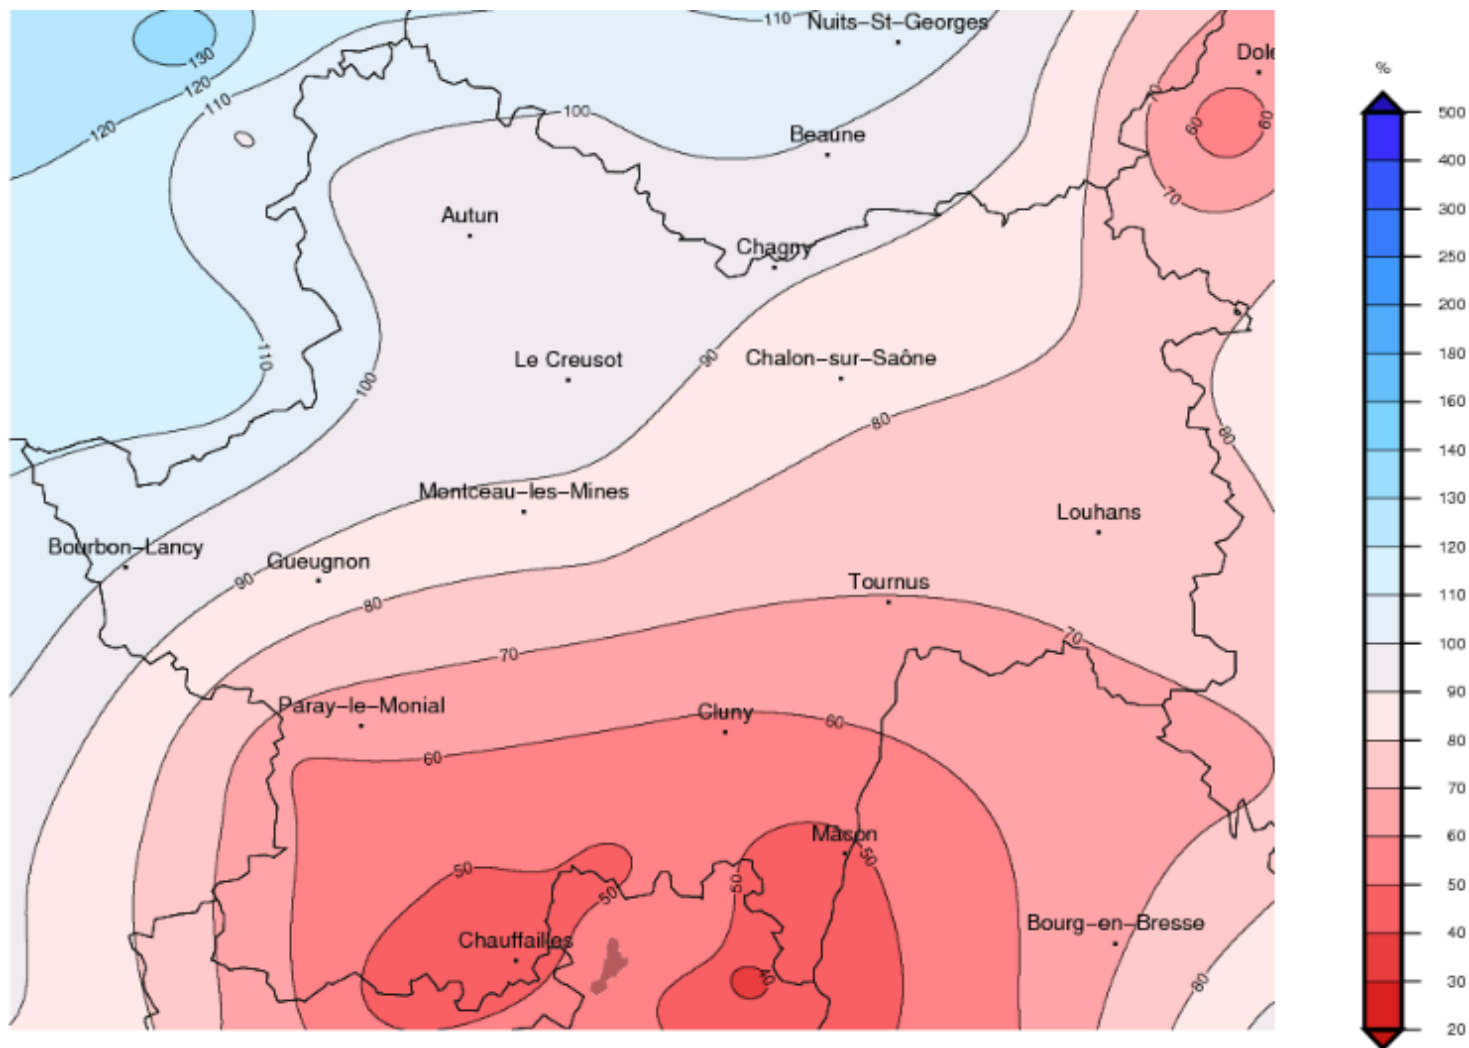 110
Nuits-St-Georges
%
Dole
130
120
110
70
500
120
100
60
60
Beaune
400
70
Autun
300
Chagny
250
200
110
90
Le Creusot
Chalon-sur-Saône
180
100
160
80
80
140
Montceau-les-Mines
130
Louhans
Bourbon-Lancy
120
Gueugnon
90
Tournus
80
110
70
70
100
90
Paray-le-Monial
Cluny
60
80
60
70
Mâcon
60
50
50
50
50
50
Bourg-en-Bresse
Chauffailles
40
40
80
30
20